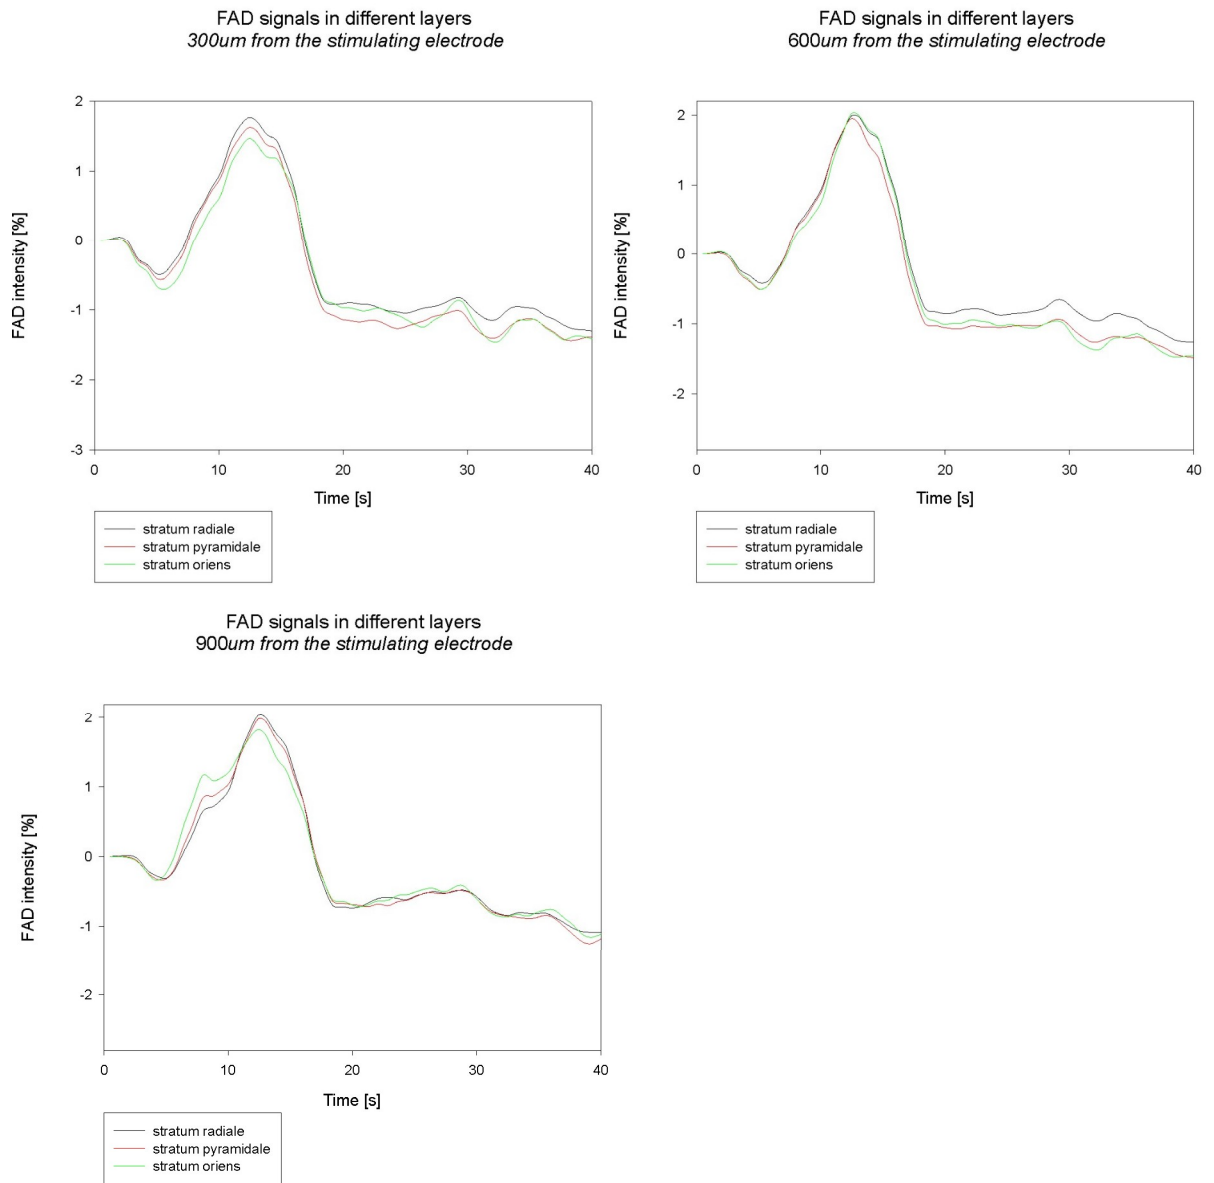 FAD signals in different layers
300um from the stimulating electrode
FAD intensity [%]
2
1
0
-1
-2
-3
0 10 20 30 40
Time [s]
stratum radiale
stratum pyramidale
stratum oriens
FAD signals in different layers
600um from the stimulating electrode
FAD intensity [%]
2
1
0
-1
-2
0 10 20 30 40
Time [s]
stratum radiale
stratum pyramidale
stratum oriens
FAD signals in different layers
900um from the stimulating electrode
FAD intensity [%]
2
1
0
-1
-2
0 10 20 30 40
Time [s]
stratum radiale
stratum pyramidale
stratum oriens